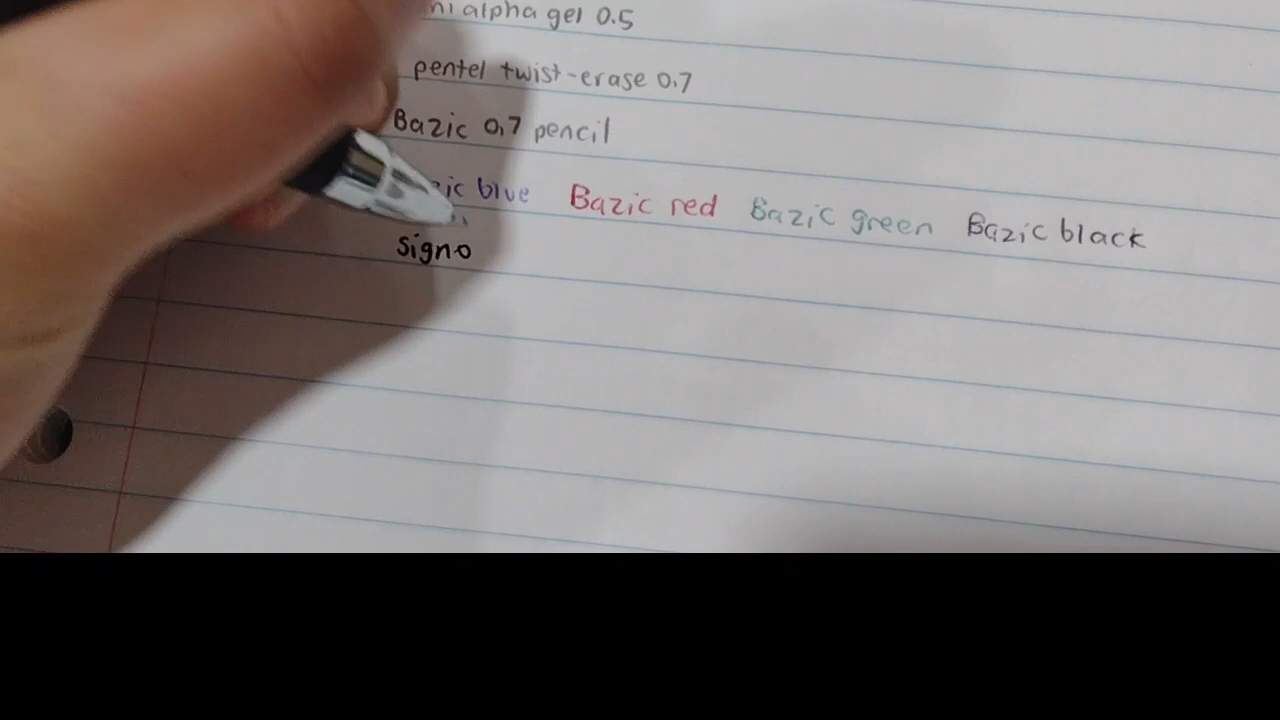 alpha gel 0.5
pentel twist-erase 0.7
Bazic 0.7 pencil
blue Bazic red Bazic green Bazic black
signo